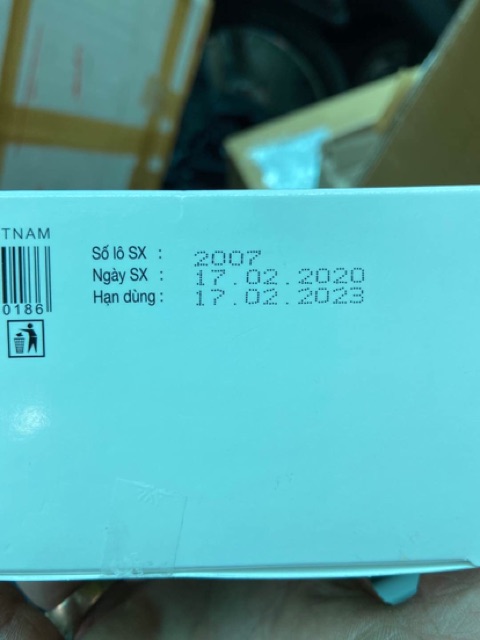 TNAM
0186
Số lô SX : 2007
Ngày SX : 17.02.2020
Hạn dùng : 17.02.2023